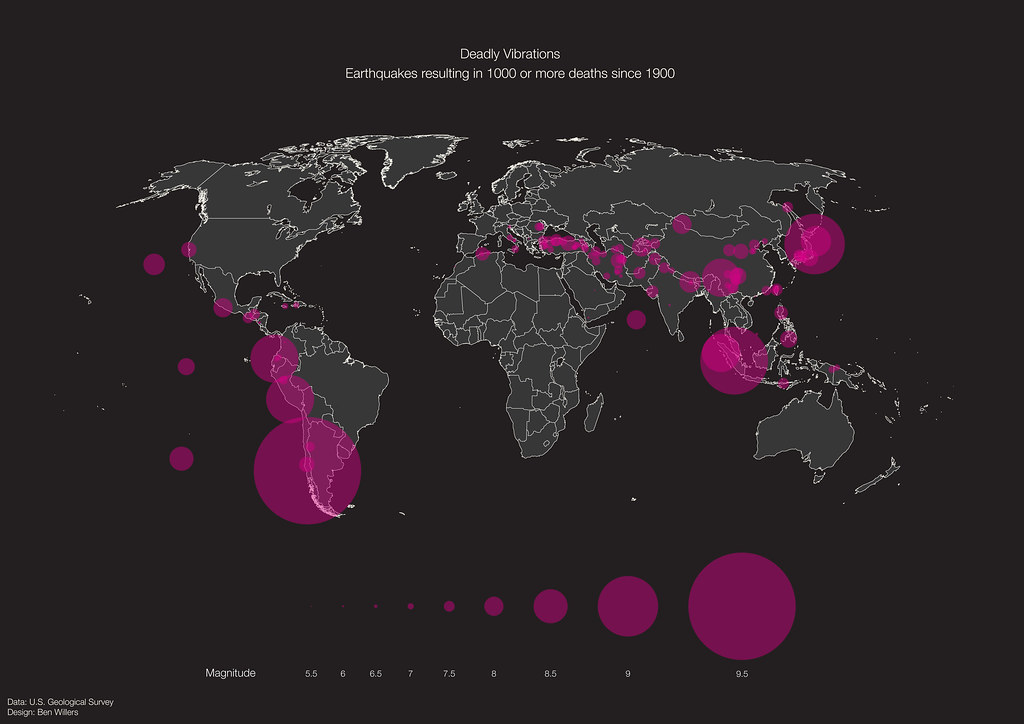 Deadly Vibrations
Earthquakes resulting in 1000 or more deaths since 1900
Magnitude 5.5 6 6.5 7 7.5 8 8.5 9 9.5
Data: U.S. Geological Survey
Design: Ben Willers